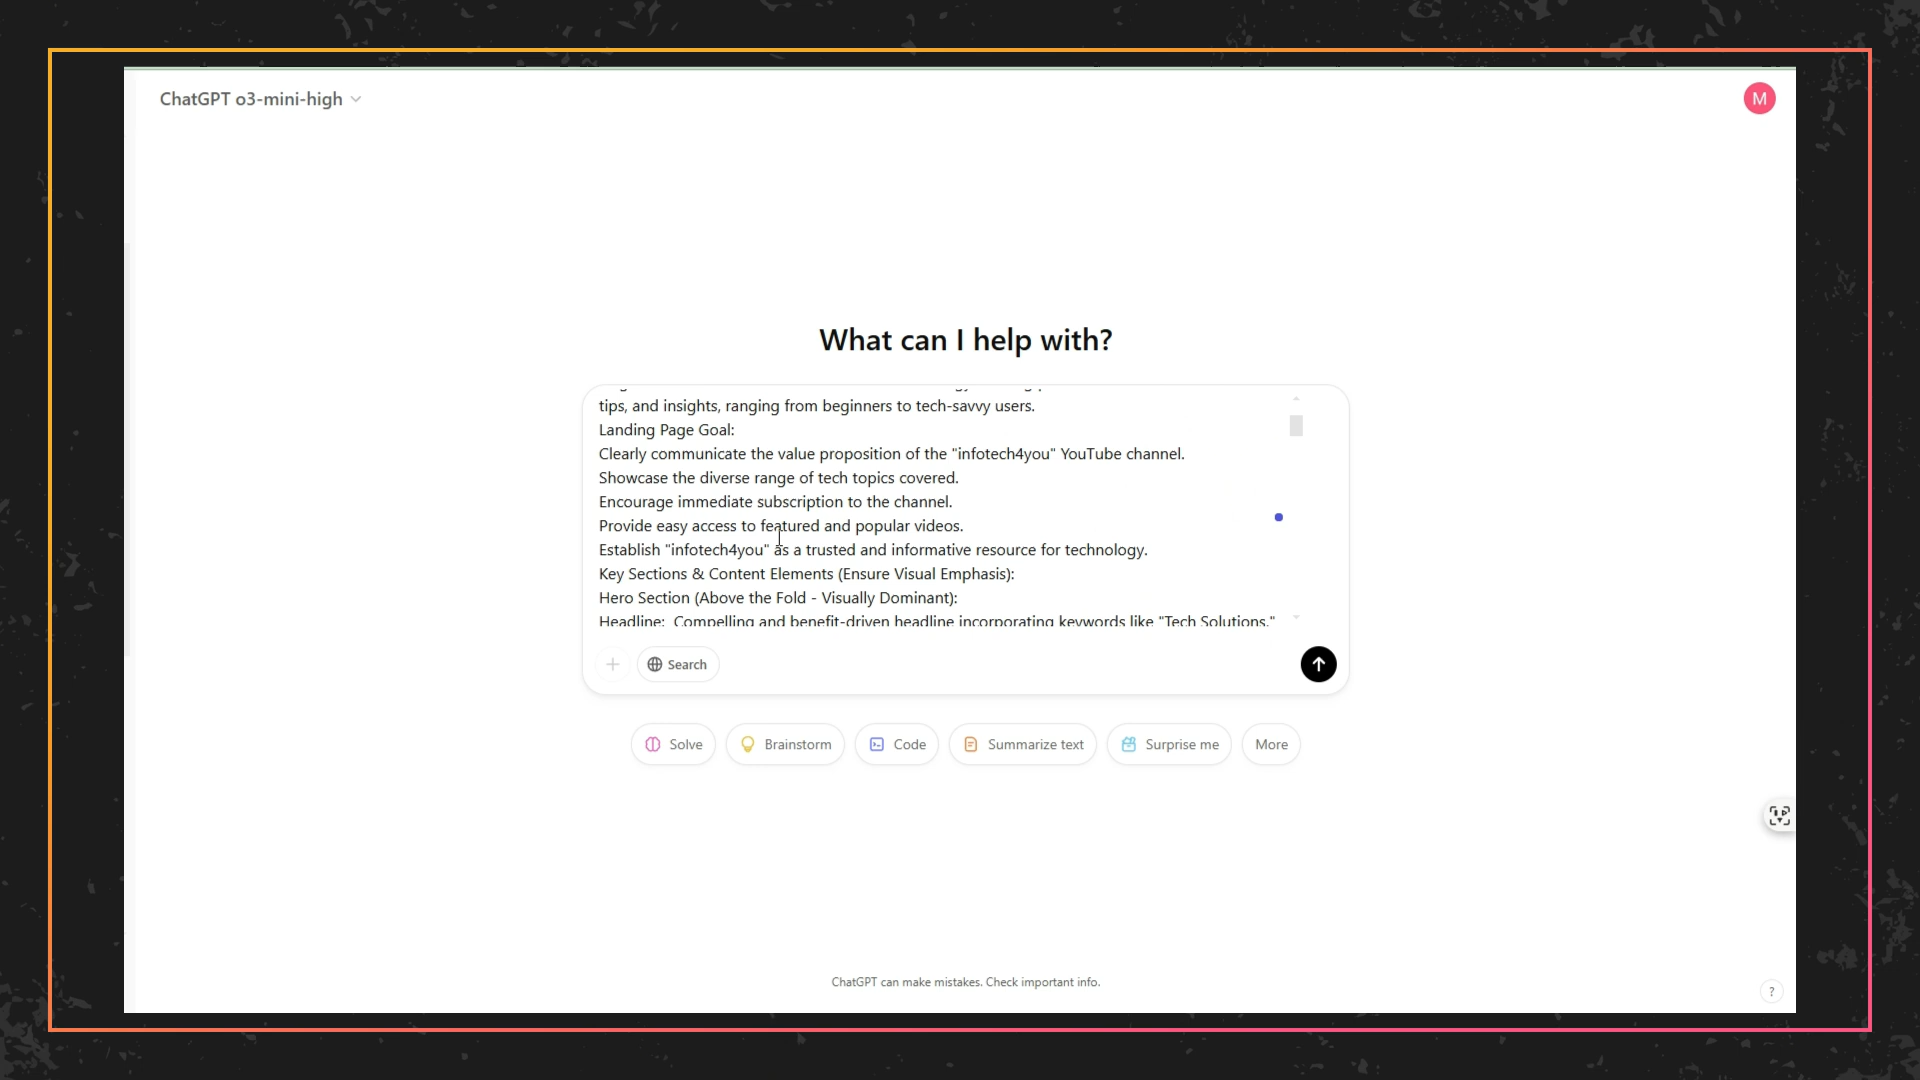 ChatGPT o3-mini-high
M
What can I help with?
tips, and insights, ranging from beginners to tech-savvy users.
Landing Page Goal:
Clearly communicate the value proposition of the "infotech4you" YouTube channel.
Showcase the diverse range of tech topics covered.
Encourage immediate subscription to the channel.
Provide easy access to featured and popular videos.
Establish "infotech4you" as a trusted and informative resource for technology.
Key Sections & Content Elements (Ensure Visual Emphasis):
Hero Section (Above the Fold - Visually Dominant):
Headline:  Compelling and benefit-driven headline incorporating keywords like "Tech Solutions,"
Search
Solve
Brainstorm
Code
Summarize text
Surprise me
More
ChatGPT can make mistakes. Check important info.
?